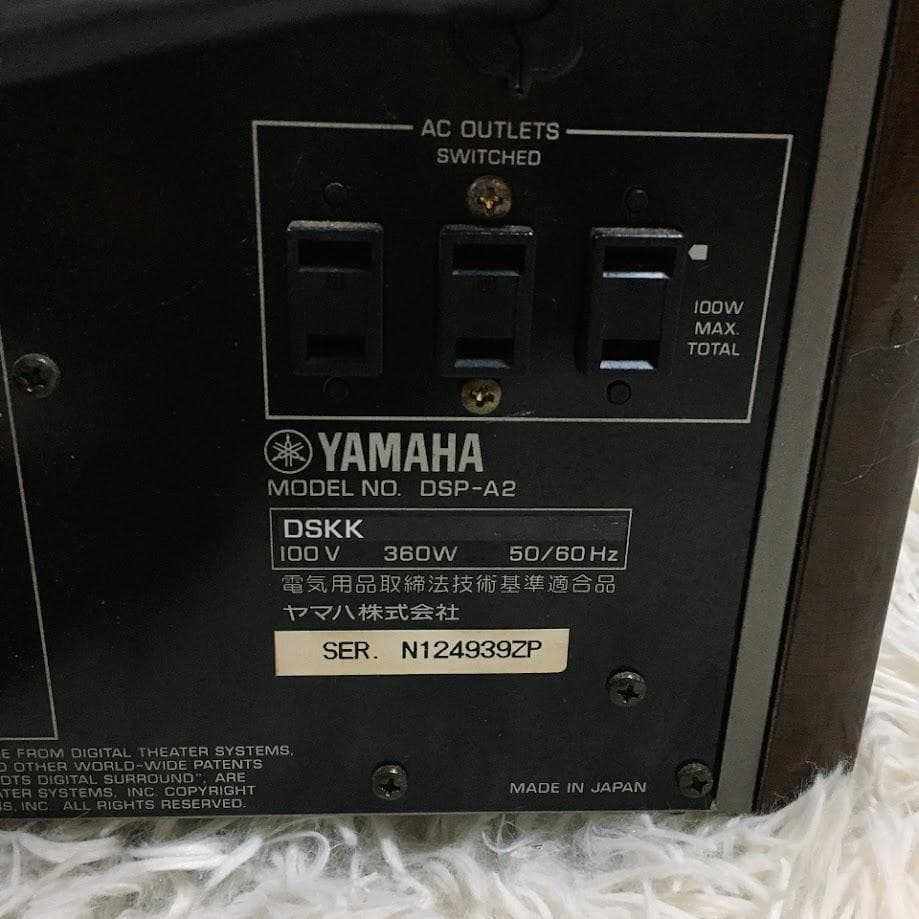 AC OUTLETS
SWITCHED
100W
MAX.
TOTAL
YAMAHA
MODEL NO. DSP-A2
DSKK
100V 360W 50/60Hz
電気用品取締法技術基準適合品
ヤマハ株式会社
SER. N124939ZP
E FROM DIGITAL THEATER SYSTEMS,
D OTHER WORLD-WIDE PATENTS
"DTS DIGITAL SURROUND", ARE
ATER SYSTEMS, INC. COPYRIGHT
MS, INC. ALL RIGHTS RESERVED.
MADE IN JAPAN